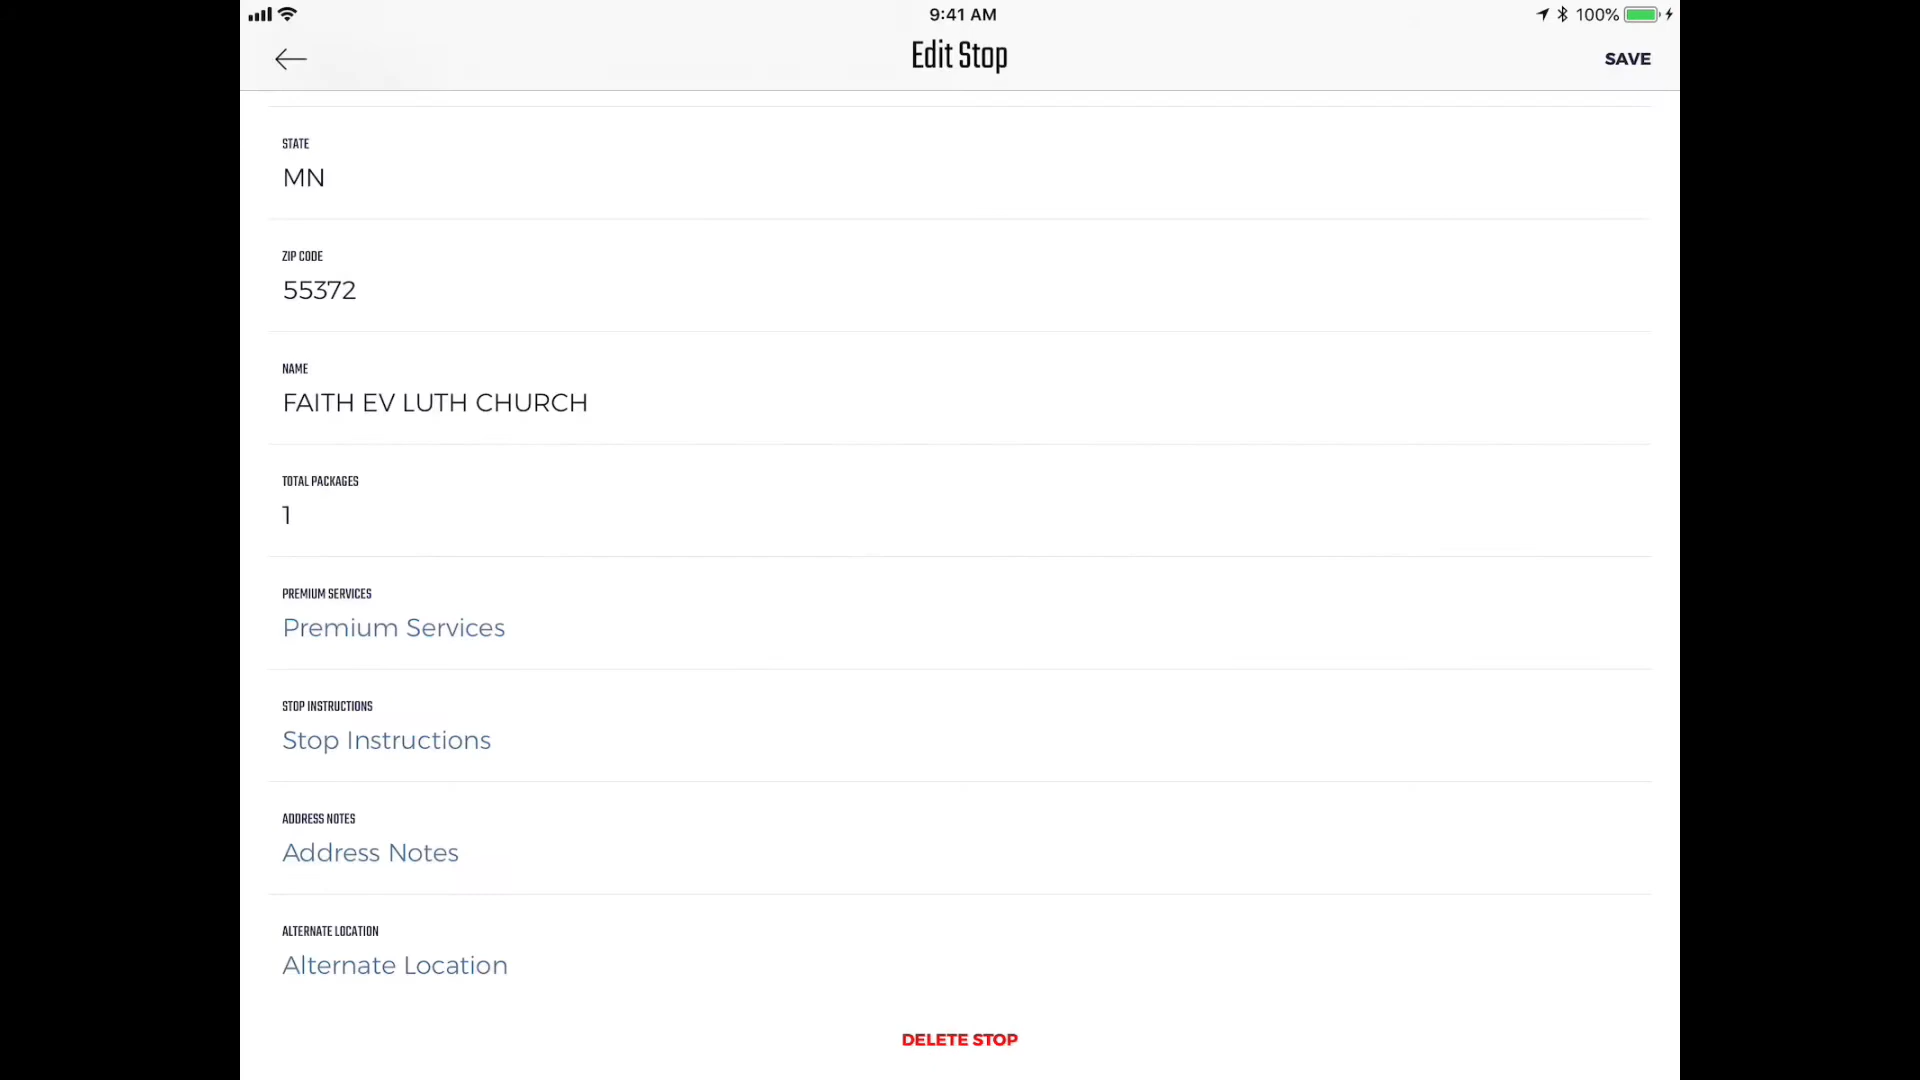 9:41 AM
100%
Edit Stop
SAVE
STATE
MN
ZIP CODE
55372
NAME
FAITH EV LUTH CHURCH
TOTAL PACKAGES
1
PREMIUM SERVICES
Premium Services
STOP INSTRUCTIONS
Stop Instructions
ADDRESS NOTES
Address Notes
ALTERNATE LOCATION
Alternate Location
DELETE STOP